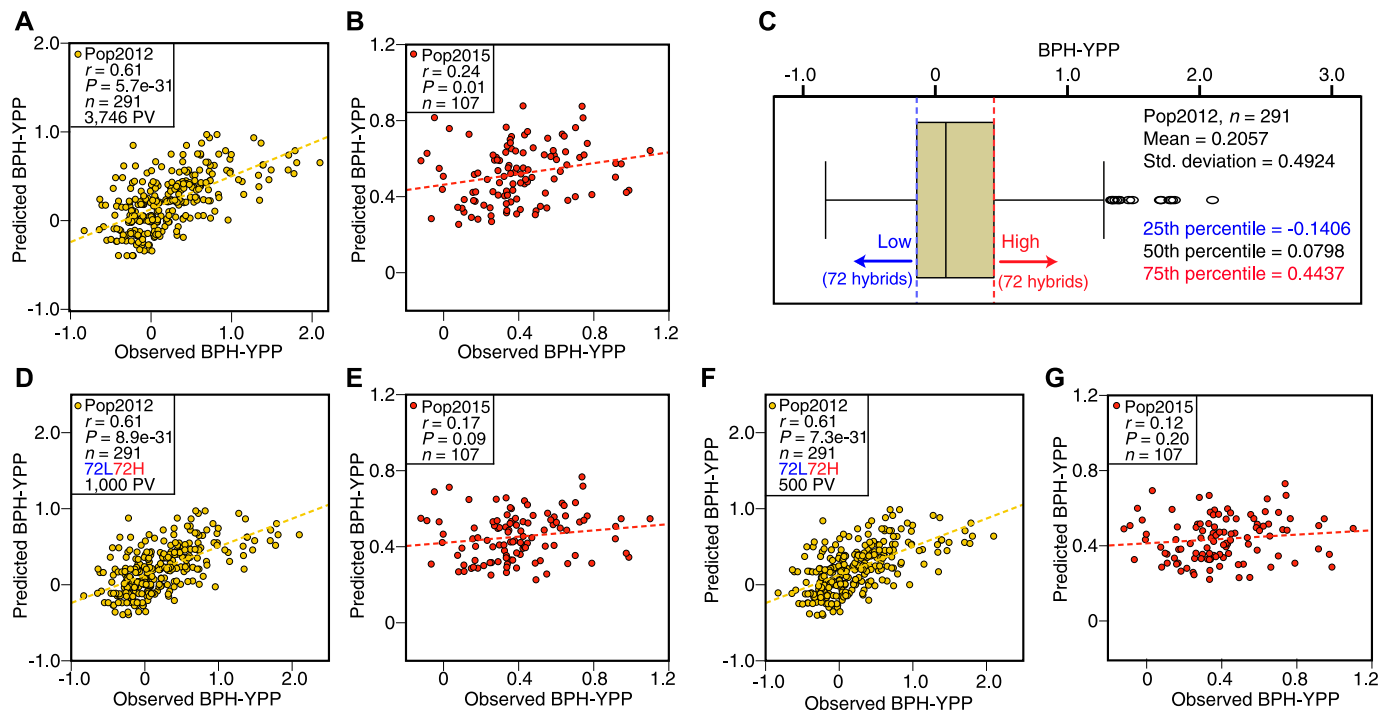 A
2.0
1.0
0
-1.0
Predicted BPH-YPP
Pop2012
r = 0.61
P = 5.7e-31
n = 291
3,746 PV
-1.0 0 1.0 2.0
Observed BPH-YPP
B
1.2
0.8
0.4
0
Predicted BPH-YPP
Pop2015
r = 0.24
P = 0.01
n = 107
0 0.4 0.8 1.2
Observed BPH-YPP
C
BPH-YPP
-1.0 0 1.0 2.0 3.0
Pop2012, n = 291
Mean = 0.2057
Std. deviation = 0.4924
Low
(72 hybrids)
High
(72 hybrids)
25th percentile = -0.1406
50th percentile = 0.0798
75th percentile = 0.4437
D
2.0
1.0
0
-1.0
Predicted BPH-YPP
Pop2012
r = 0.61
P = 8.9e-31
n = 291
72L72H
1,000 PV
-1.0 0 1.0 2.0
Observed BPH-YPP
E
1.2
0.8
0.4
0
Predicted BPH-YPP
Pop2015
r = 0.17
P = 0.09
n = 107
0 0.4 0.8 1.2
Observed BPH-YPP
F
2.0
1.0
0
-1.0
Predicted BPH-YPP
Pop2012
r = 0.61
P = 7.3e-31
n = 291
72L72H
500 PV
-1.0 0 1.0 2.0
Observed BPH-YPP
G
1.2
0.8
0.4
0
Predicted BPH-YPP
Pop2015
r = 0.12
P = 0.20
n = 107
0 0.4 0.8 1.2
Observed BPH-YPP